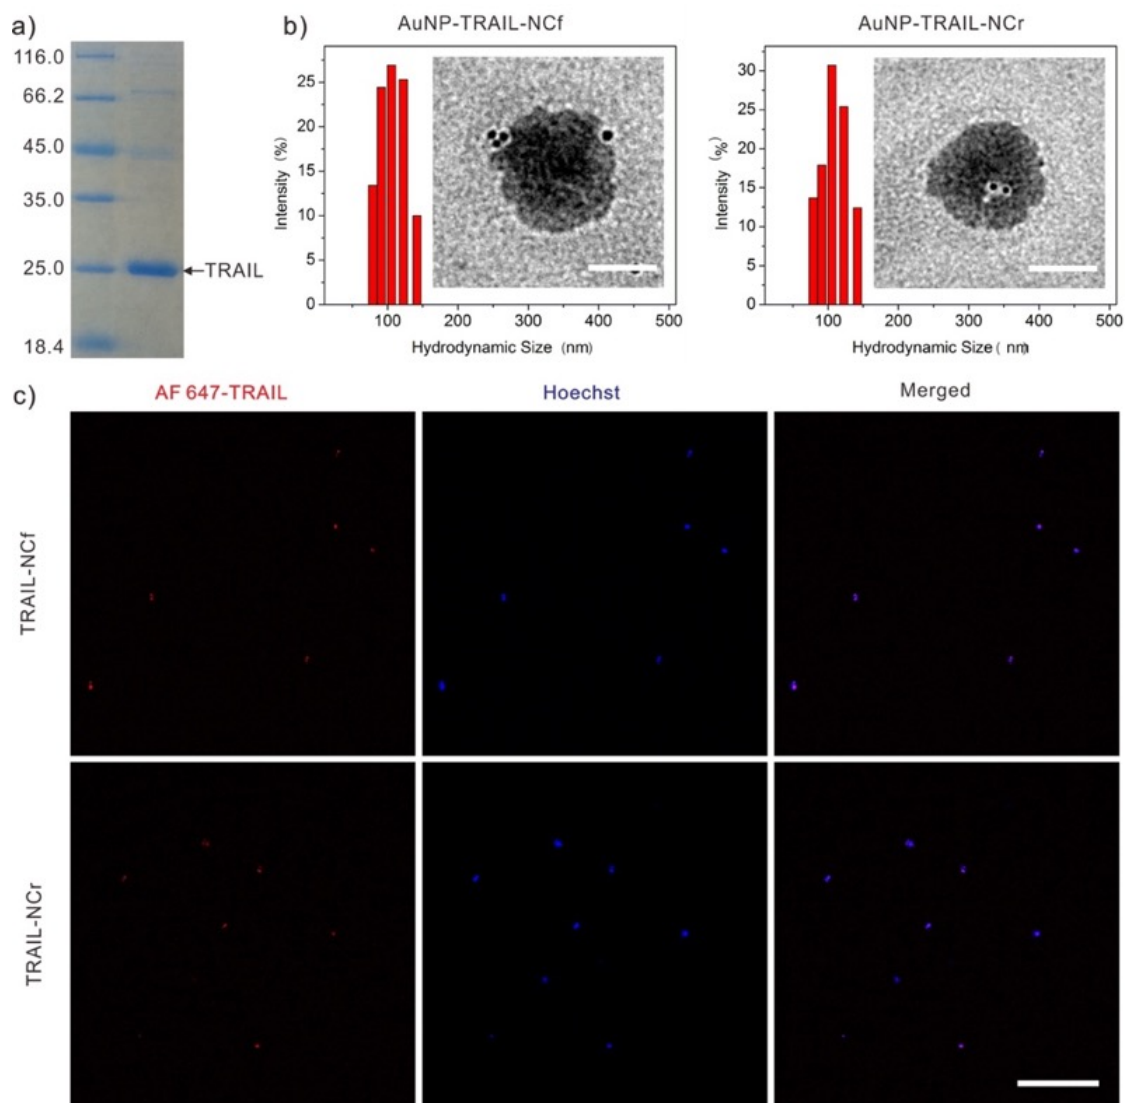 a)
116.0
66.2
45.0
35.0
25.0
18.4
←TRAIL
b)
AuNP-TRAIL-NCf
25
20
15
10
5
0
Intensity (%)
100 200 300 400 500
Hydrodynamic Size (nm)
AuNP-TRAIL-NCr
30
25
20
15
10
5
0
Intensity (%)
100 200 300 400 500
Hydrodynamic Size ( nm)
c)
AF 647-TRAIL
Hoechst
Merged
TRAIL-NCf
TRAIL-NCr